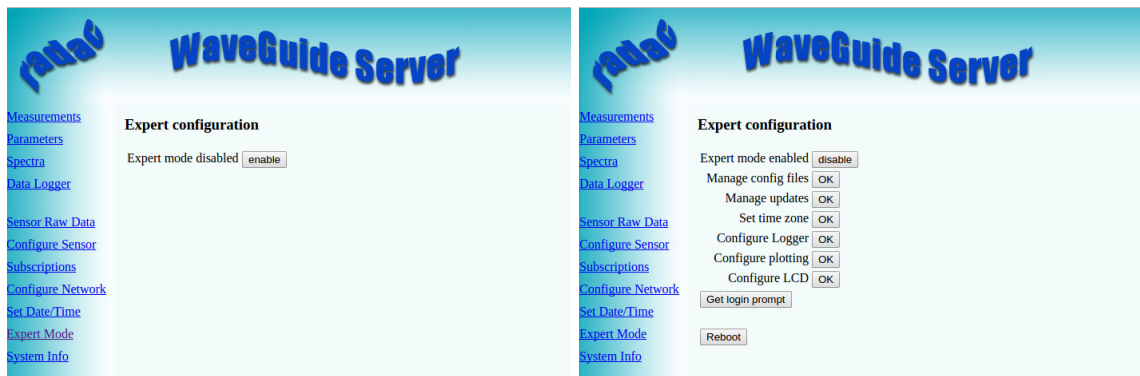 radac
WaveGuide Server
Measurements
Parameters
Spectra
Data Logger
Sensor Raw Data
Configure Sensor
Subscriptions
Configure Network
Set Date/Time
Expert Mode
System Info
Expert configuration
Expert mode disabled enable
radac
WaveGuide Server
Measurements
Parameters
Spectra
Data Logger
Sensor Raw Data
Configure Sensor
Subscriptions
Configure Network
Set Date/Time
Expert Mode
System Info
Expert configuration
Expert mode enabled disable
Manage config files OK
Manage updates OK
Set time zone OK
Configure Logger OK
Configure plotting OK
Configure LCD OK
Get login prompt
Reboot